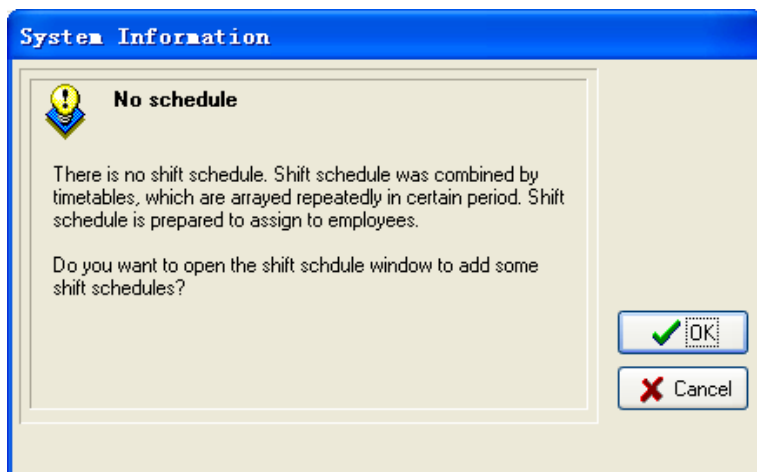 System Information
No schedule
There is no shift schedule. Shift schedule was combined by
timetables, which are arrayed repeatedly in certain period. Shift
schedule is prepared to assign to employees.
Do you want to open the shift schdule window to add some
shift schedules?
OK
Cancel